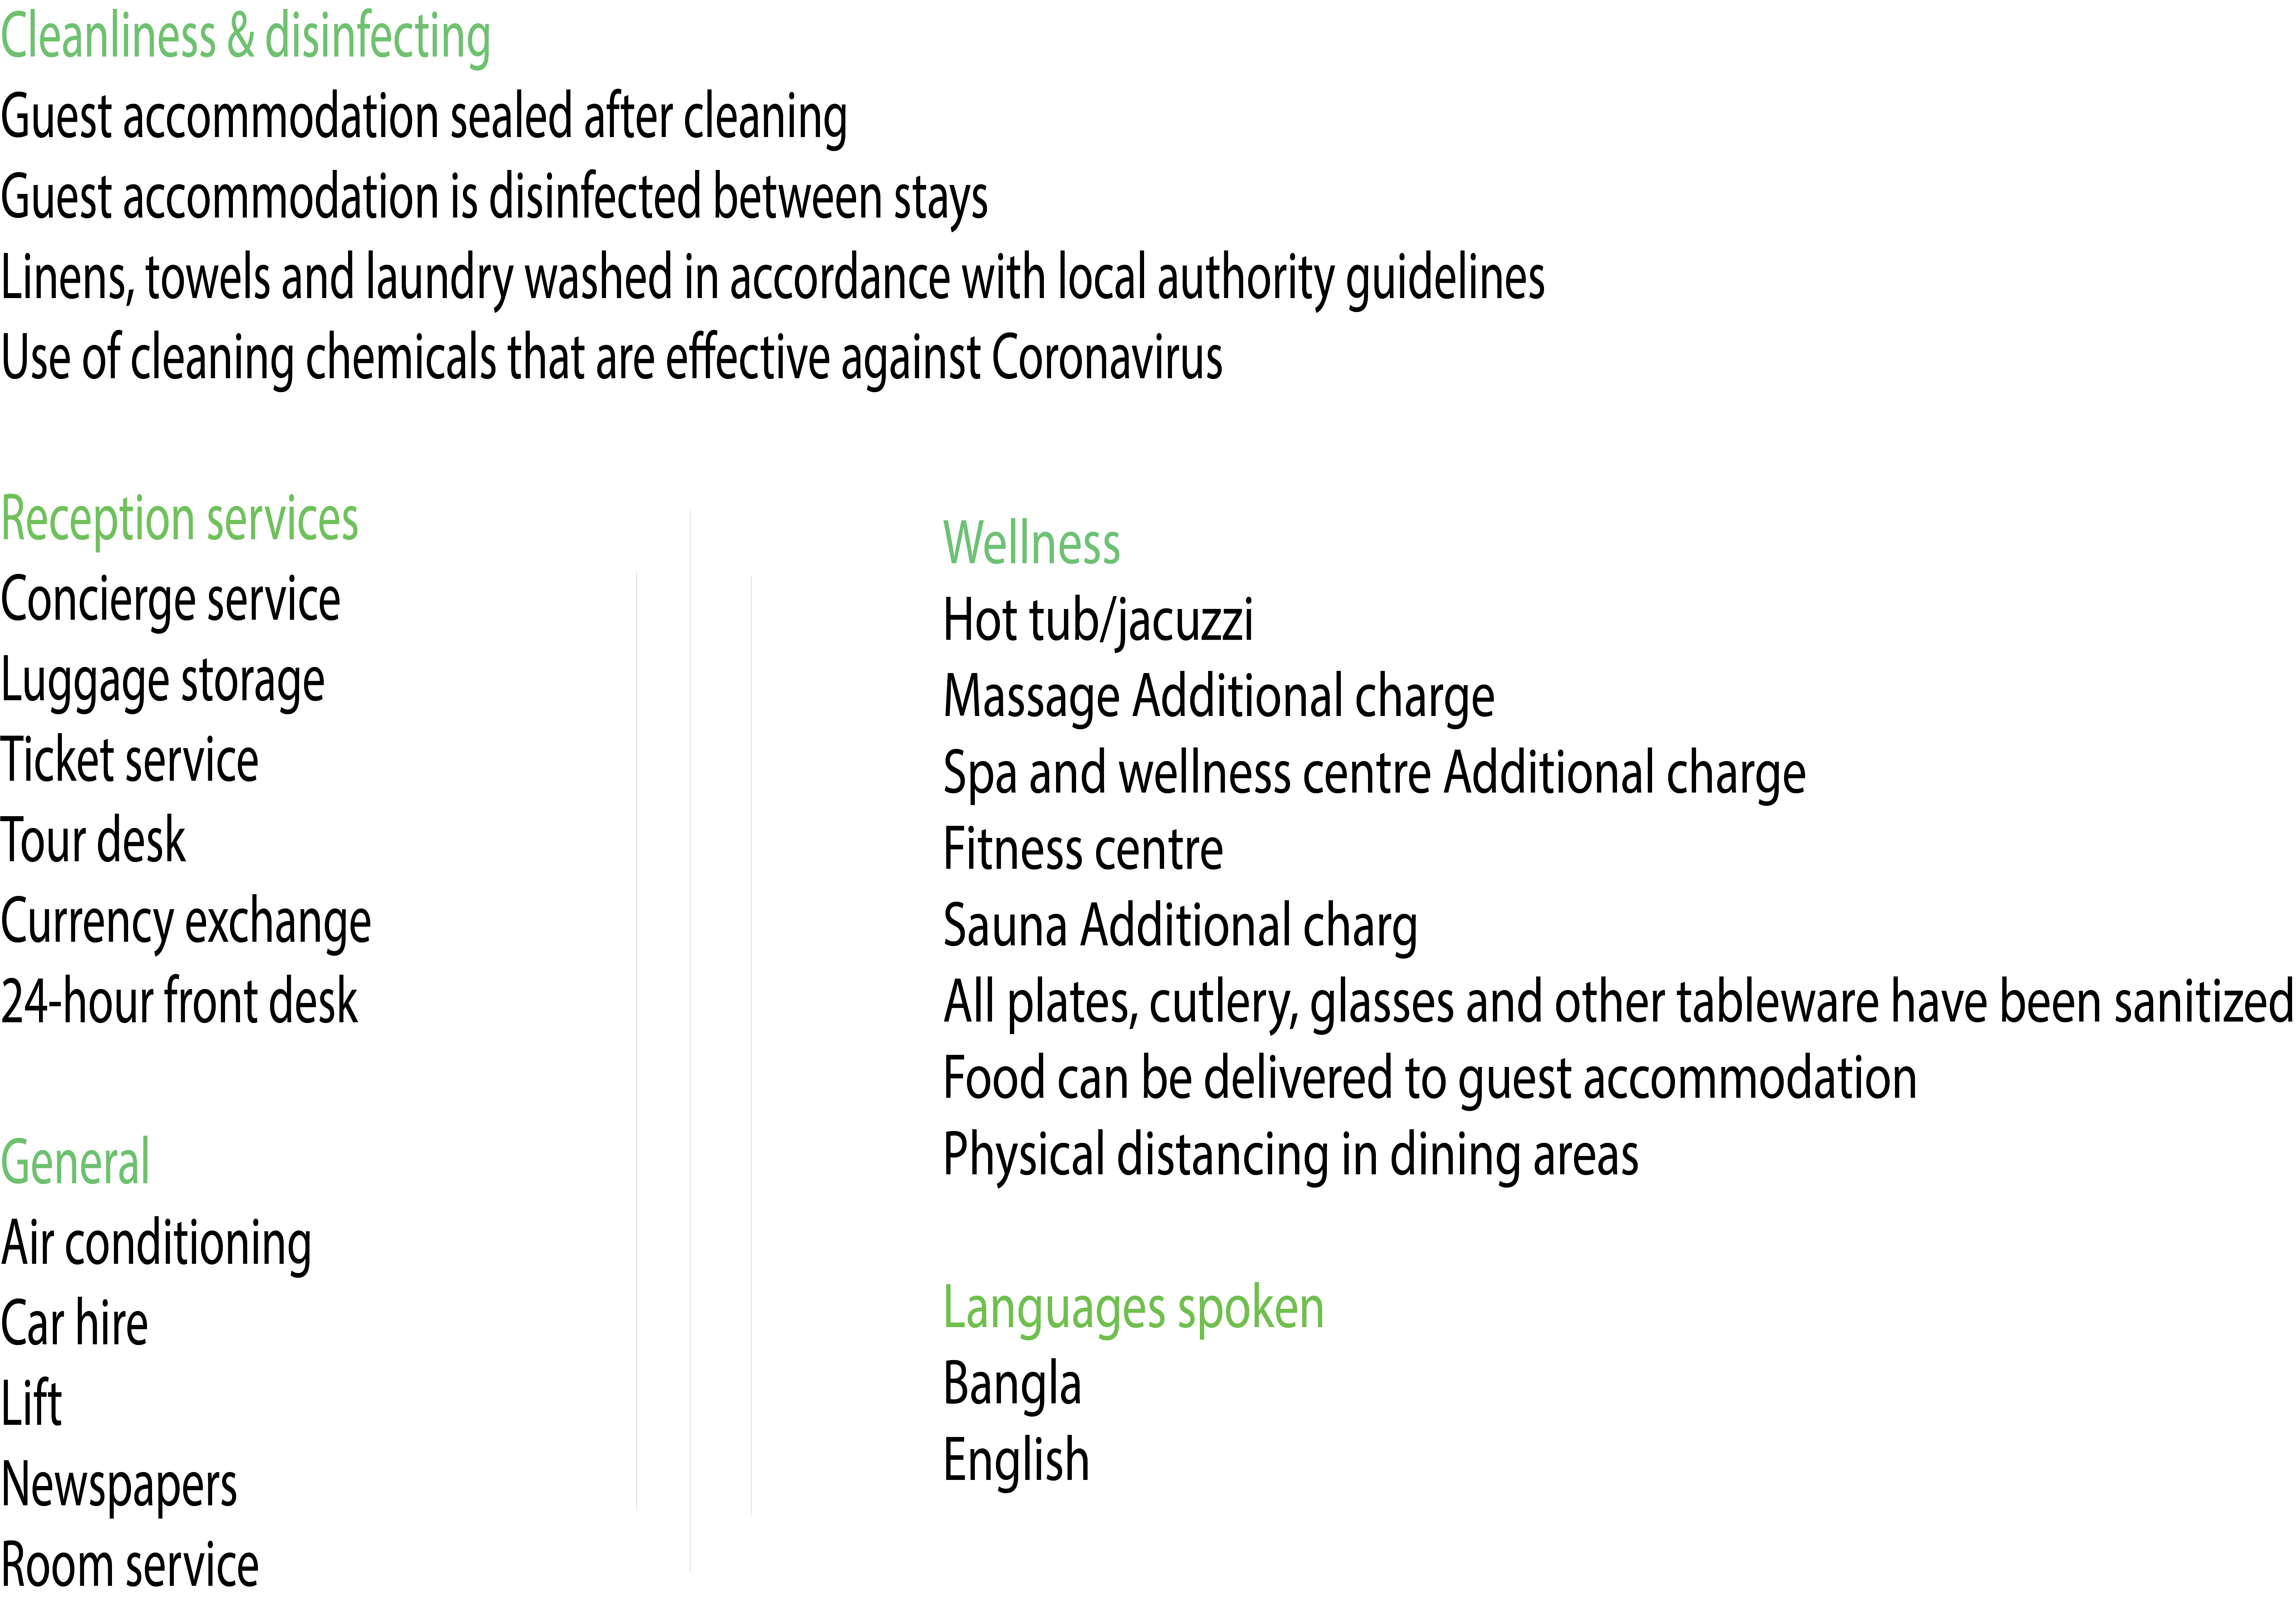 Cleanliness & disinfecting
Guest accommodation sealed after cleaning
Guest accommodation is disinfected between stays
Linens, towels and laundry washed in accordance with local authority guidelines
Use of cleaning chemicals that are effective against Coronavirus
Reception services
Concierge service
Luggage storage
Ticket service
Tour desk
Currency exchange
24-hour front desk
General
Air conditioning
Car hire
Lift
Newspapers
Room service
Wellness
Hot tub/jacuzzi
Massage Additional charge
Spa and wellness centre Additional charge
Fitness centre
Sauna Additional charg
All plates, cutlery, glasses and other tableware have been sanitized
Food can be delivered to guest accommodation
Physical distancing in dining areas
Languages spoken
Bangla
English